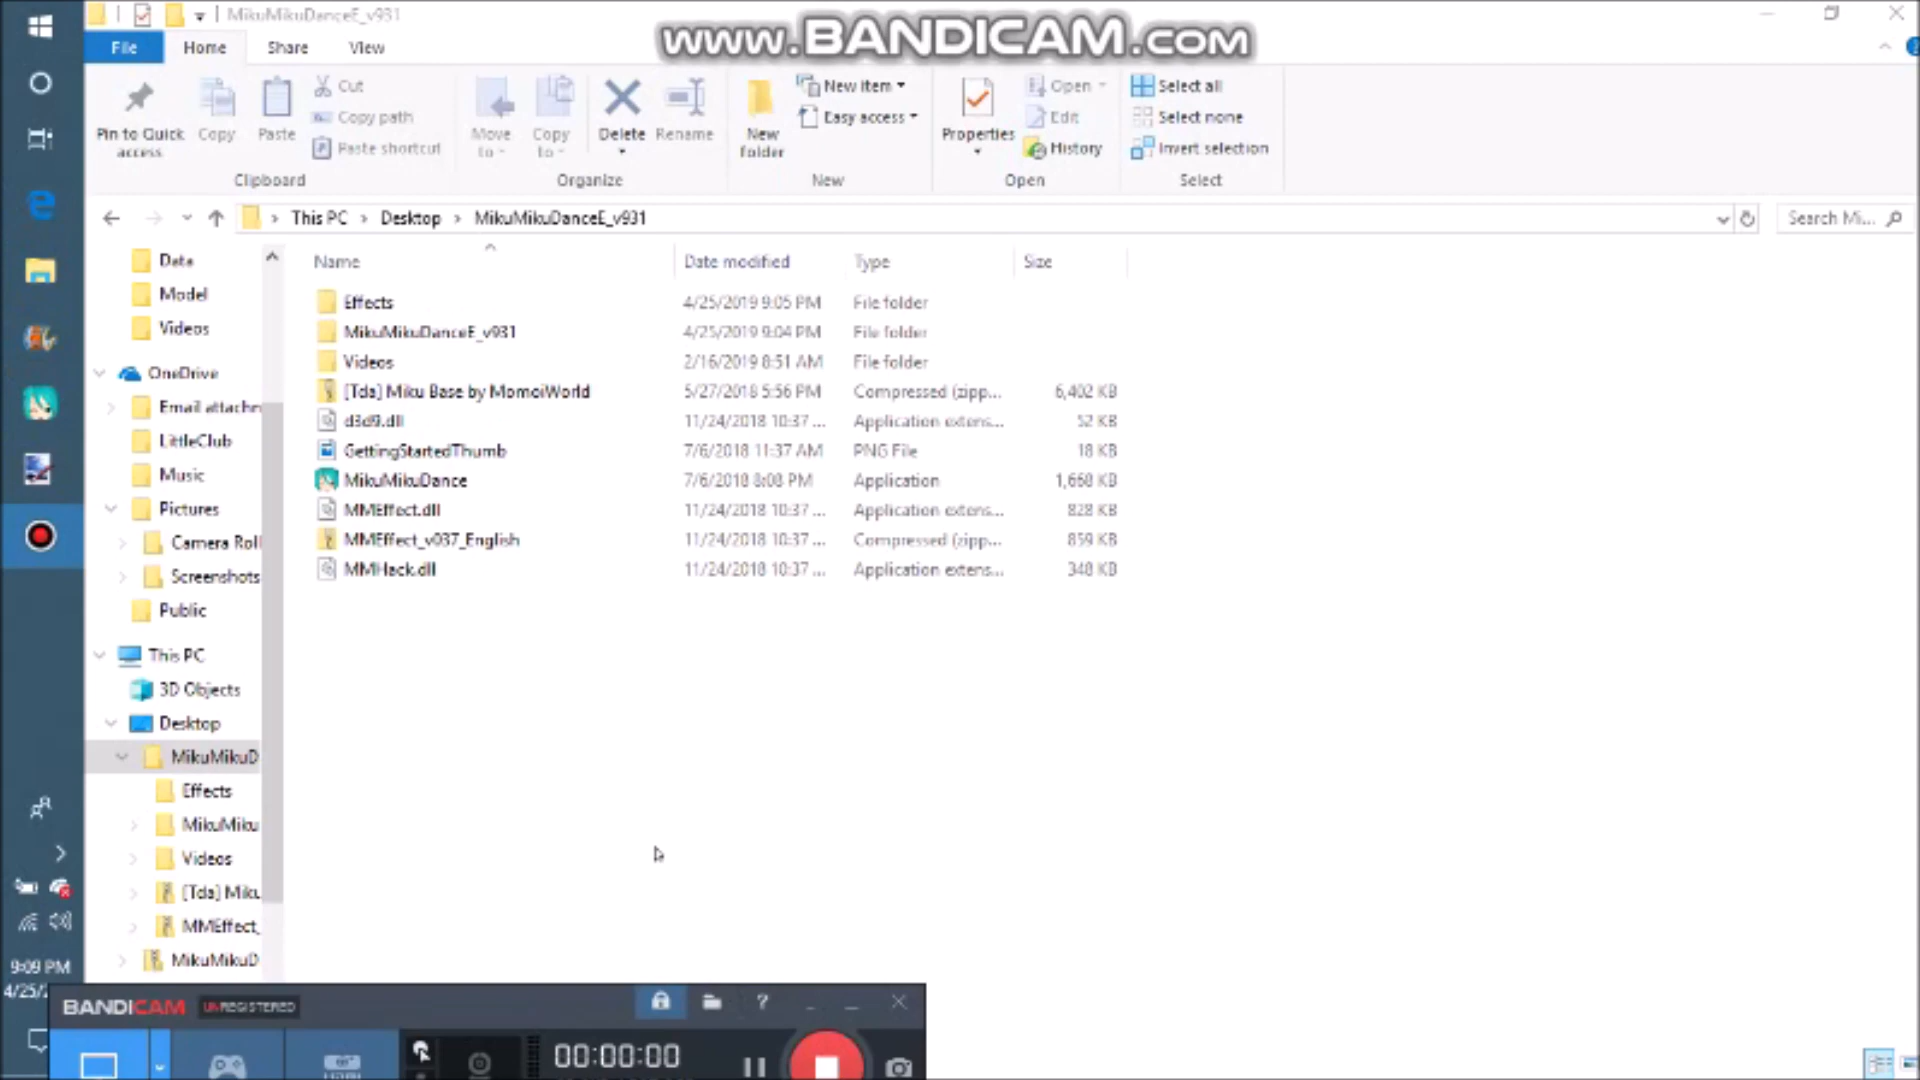 MikuMikuDanceE_v931
www.BANDICAM.com
File Home Share View
Pin to Quick access
Copy
Paste
Cut
Copy path
Paste shortcut
Clipboard
Move to
Copy to
Delete
Rename
Organize
New folder
New item
Easy access
New
Properties
Open
Edit
History
Open
Select all
Select none
Invert selection
Select
This PC > Desktop > MikuMikuDanceE_v931
Search Mi...
Name Date modified Type Size
Effects 4/25/2019 9:05 PM File folder
MikuMikuDanceE_v931 4/25/2019 9:04 PM File folder
Videos 2/16/2019 8:51 AM File folder
[Tda] Miku Base by MomoiWorld 5/27/2018 5:56 PM Compressed (zipp... 6,402 KB
d3d9.dll 11/24/2018 10:37 ... Application extens... 52 KB
GettingStartedThumb 7/6/2018 11:37 AM PNG File 18 KB
MikuMikuDance 7/6/2018 8:08 PM Application 1,668 KB
MMEffect.dll 11/24/2018 10:37 ... Application extens... 828 KB
MMEffect_v037_English 11/24/2018 10:37 ... Compressed (zipp... 859 KB
MMHack.dll 11/24/2018 10:37 ... Application extens... 348 KB
Data
Model
Videos
OneDrive
Email attachm
LittleClub
Music
Pictures
Camera Roll
Screenshots
Public
This PC
3D Objects
Desktop
MikuMikuD
Effects
MikuMiku
Videos
[Tda] Miku
MMEffect_
MikuMikuD
9:09 PM
4/25/2
BANDICAM UNREGISTERED
?
00:00:00